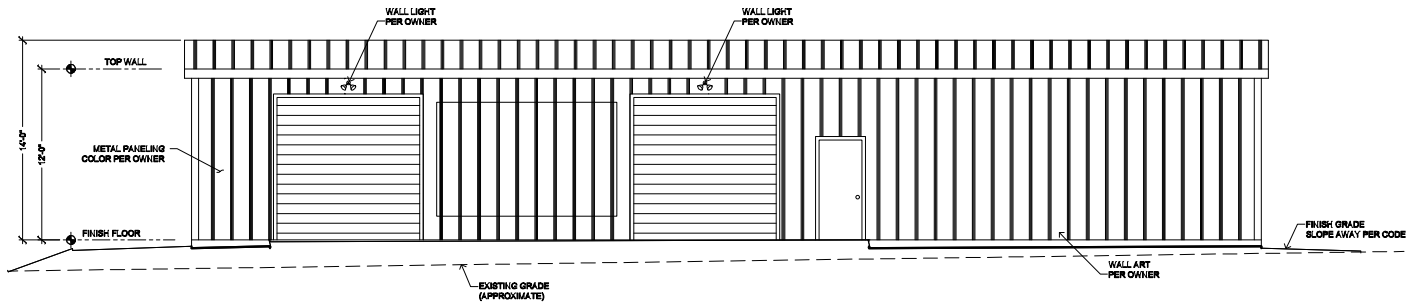 WALL LIGHT
PER OWNER
WALL LIGHT
PER OWNER
TOP WALL
14'-0"
12'-0"
METAL PANELING
COLOR PER OWNER
FINISH FLOOR
FINISH GRADE
SLOPE AWAY PER CODE
WALL ART
PER OWNER
EXISTING GRADE
(APPROXIMATE)